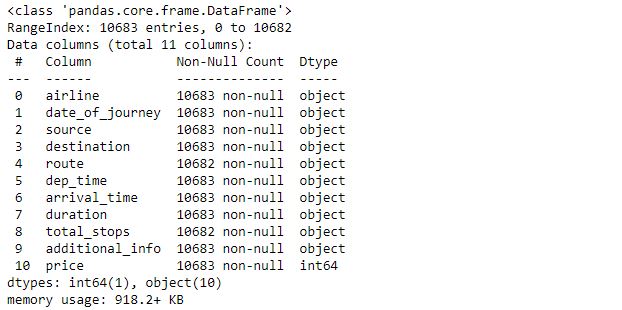 <class 'pandas.core.frame.DataFrame'>
RangeIndex: 10683 entries, 0 to 10682
Data columns (total 11 columns):
 #   Column           Non-Null Count  Dtype
---  ------           --------------  -----
 0   airline          10683 non-null  object
 1   date_of_journey  10683 non-null  object
 2   source           10683 non-null  object
 3   destination      10683 non-null  object
 4   route            10682 non-null  object
 5   dep_time         10683 non-null  object
 6   arrival_time     10683 non-null  object
 7   duration         10683 non-null  object
 8   total_stops      10682 non-null  object
 9   additional_info  10683 non-null  object
 10  price            10683 non-null  int64
dtypes: int64(1), object(10)
memory usage: 918.2+ KB